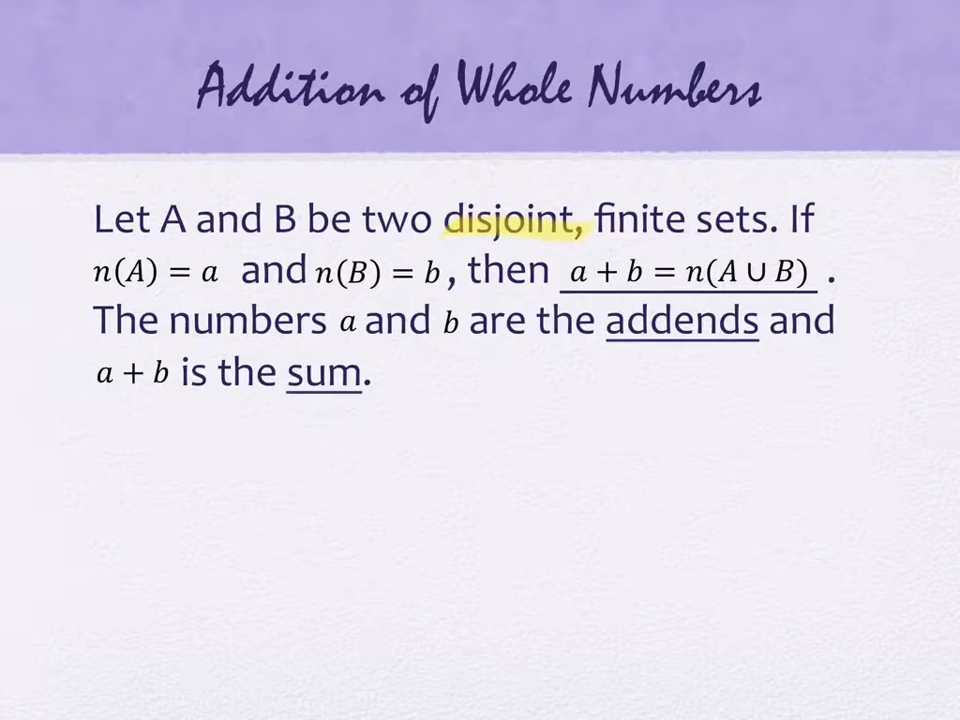 Addition of Whole Numbers
Let A and B be two disjoint, finite sets. If
n(A) = a and n(B) = b, then a + b = n(A ∪ B).
The numbers a and b are the addends and
a + b is the sum.